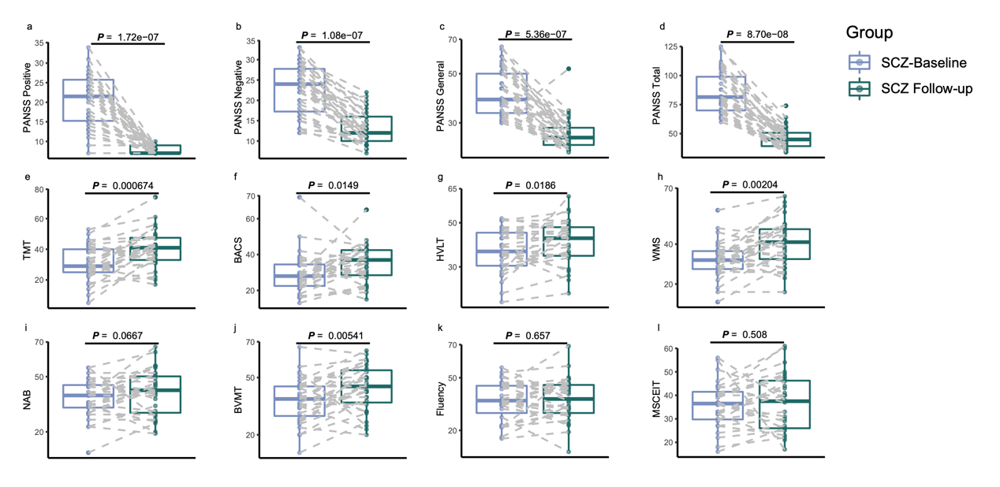 a
P = 1.72e−07
35
30
25
20
15
10
PANSS Positive
b
P = 1.08e−07
35
30
25
20
15
10
PANSS Negative
c
P = 5.36e−07
70
50
30
PANSS General
d
P = 8.70e−08
125
100
75
50
PANSS Total
Group
SCZ-Baseline
SCZ Follow-up
e
P = 0.000674
80
60
40
20
TMT
f
P = 0.0149
70
60
40
20
BACS
g
P = 0.0186
65
50
30
HVLT
h
P = 0.00204
70
40
20
WMS
i
P = 0.0667
70
50
20
NAB
j
P = 0.00541
70
50
20
BVMT
k
P = 0.657
70
50
20
Fluency
l
P = 0.508
60
50
40
30
20
MSCEIT